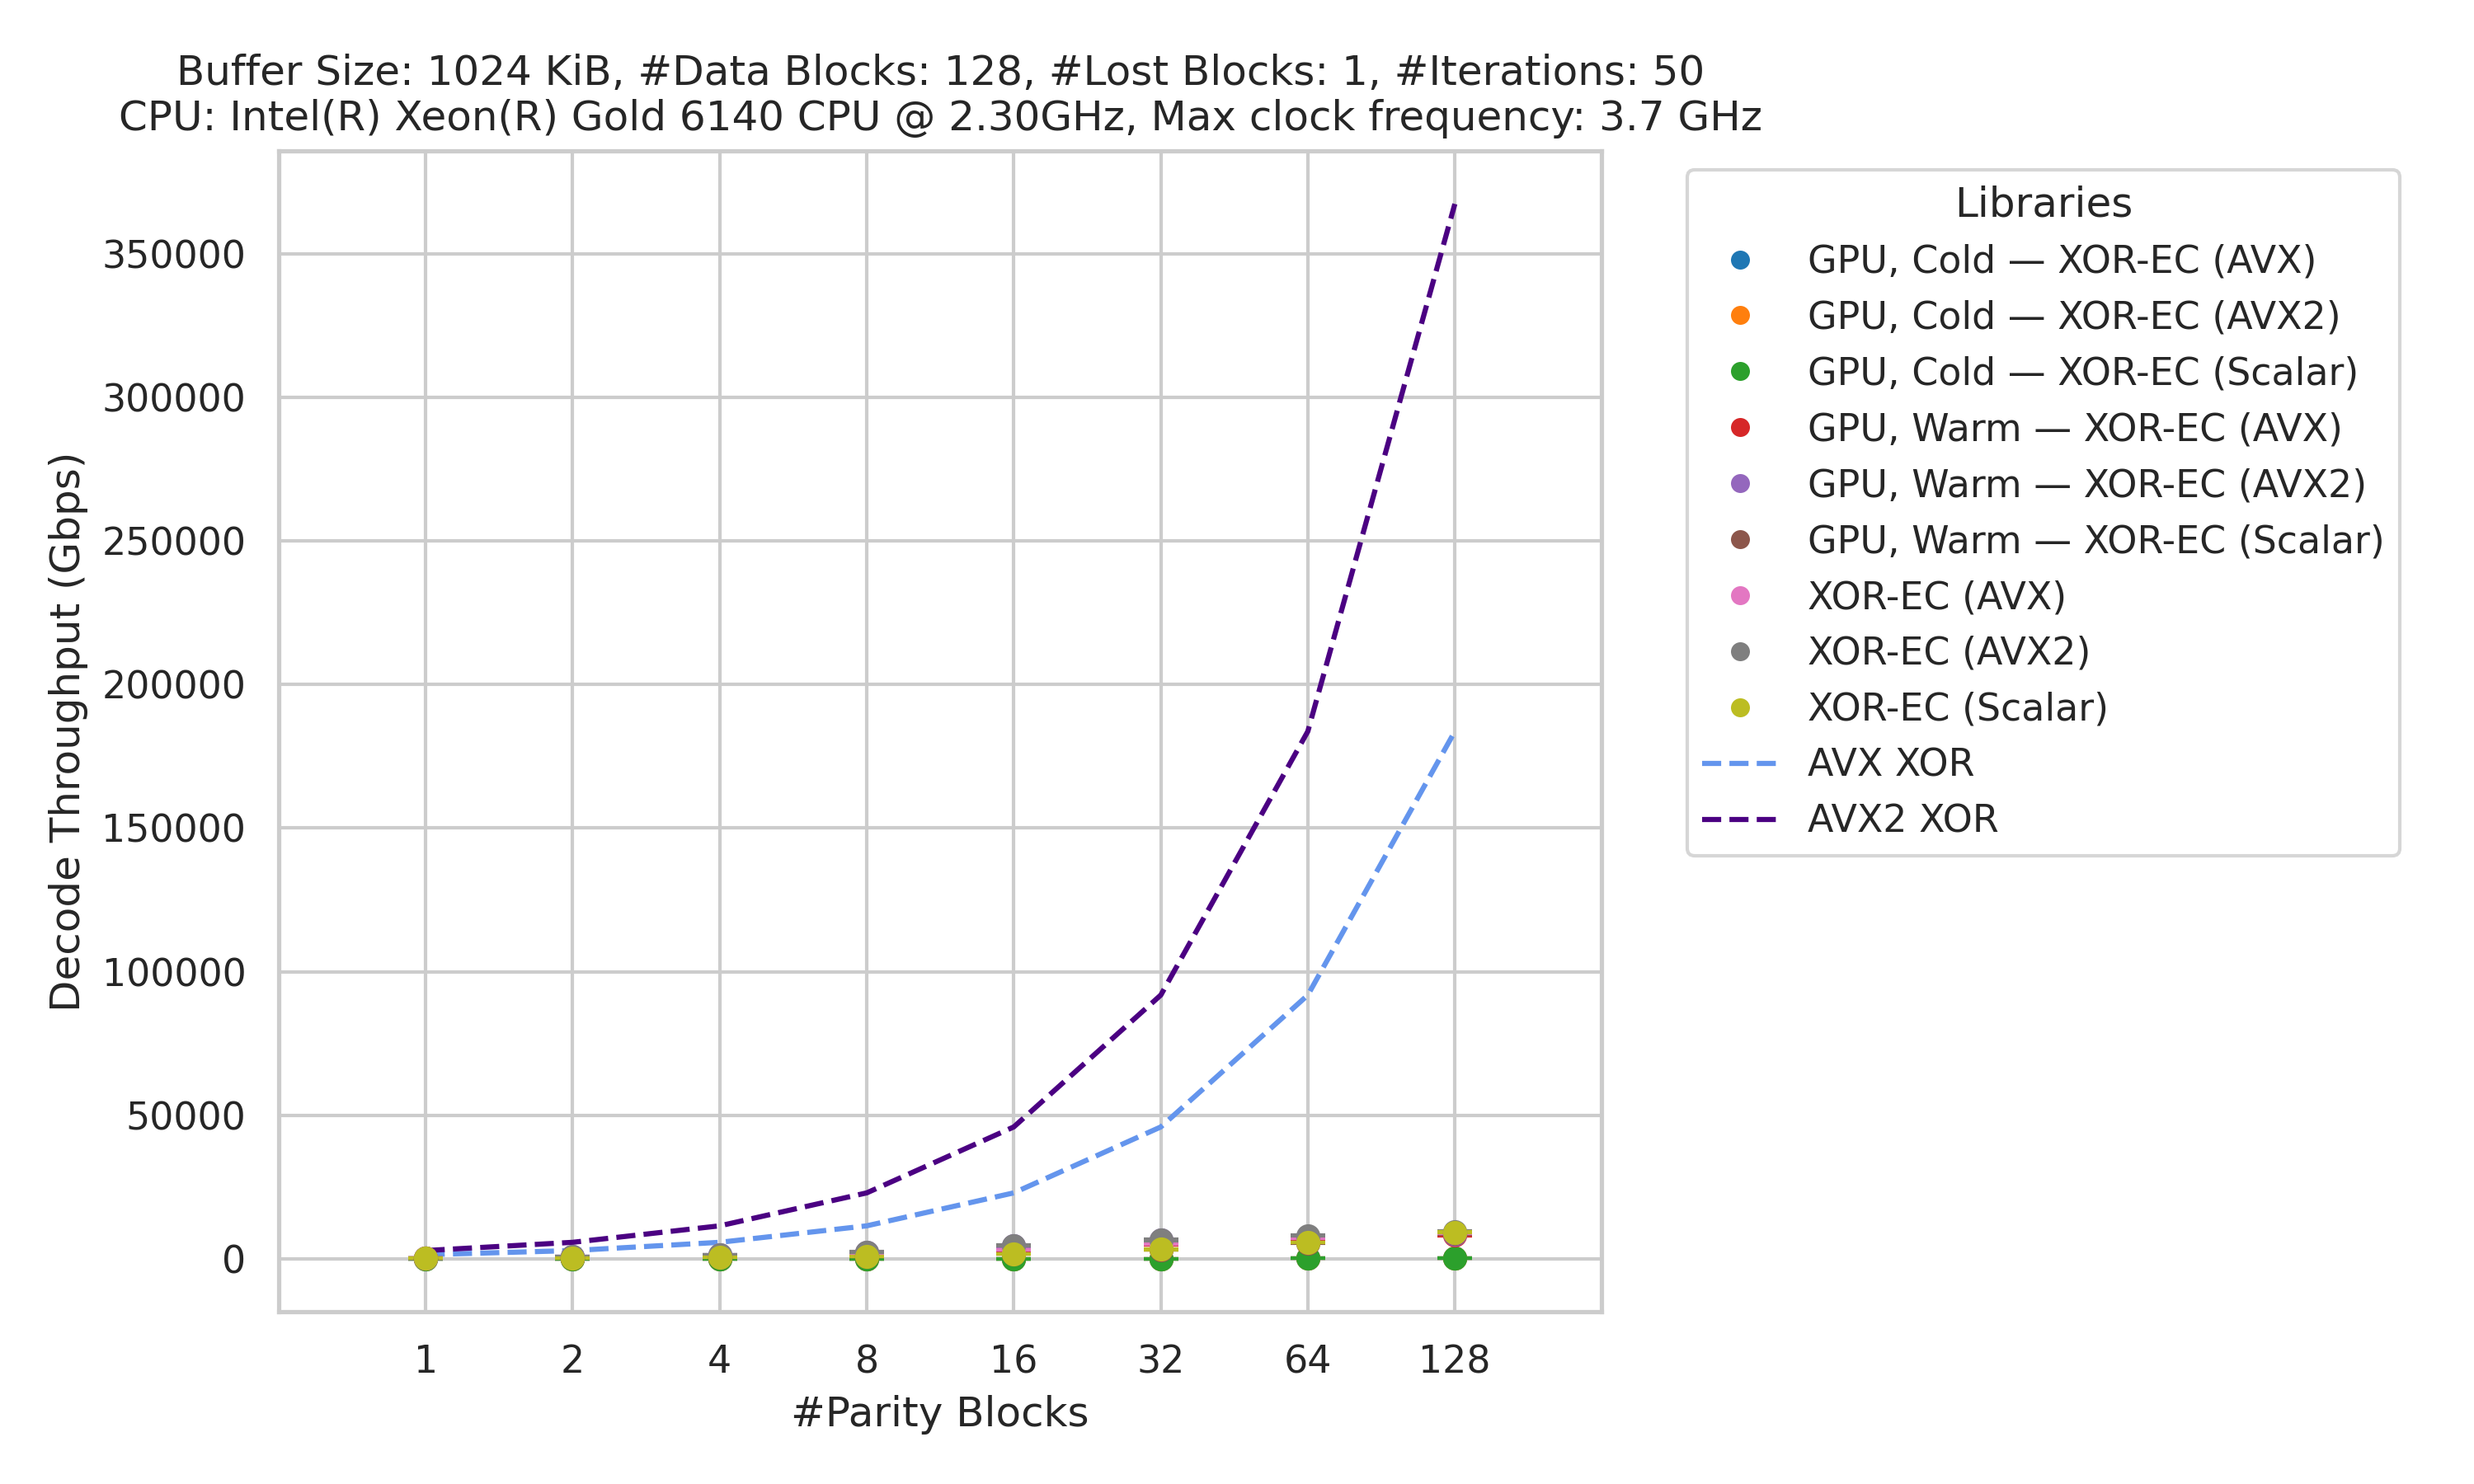 Buffer Size: 1024 KiB, #Data Blocks: 128, #Lost Blocks: 1, #Iterations: 50
CPU: Intel(R) Xeon(R) Gold 6140 CPU @ 2.30GHz, Max clock frequency: 3.7 GHz
Decode Throughput (Gbps)
350000
300000
250000
200000
150000
100000
50000
0
1
2
4
8
16
32
64
128
#Parity Blocks
Libraries
GPU, Cold — XOR-EC (AVX)
GPU, Cold — XOR-EC (AVX2)
GPU, Cold — XOR-EC (Scalar)
GPU, Warm — XOR-EC (AVX)
GPU, Warm — XOR-EC (AVX2)
GPU, Warm — XOR-EC (Scalar)
XOR-EC (AVX)
XOR-EC (AVX2)
XOR-EC (Scalar)
AVX XOR
AVX2 XOR